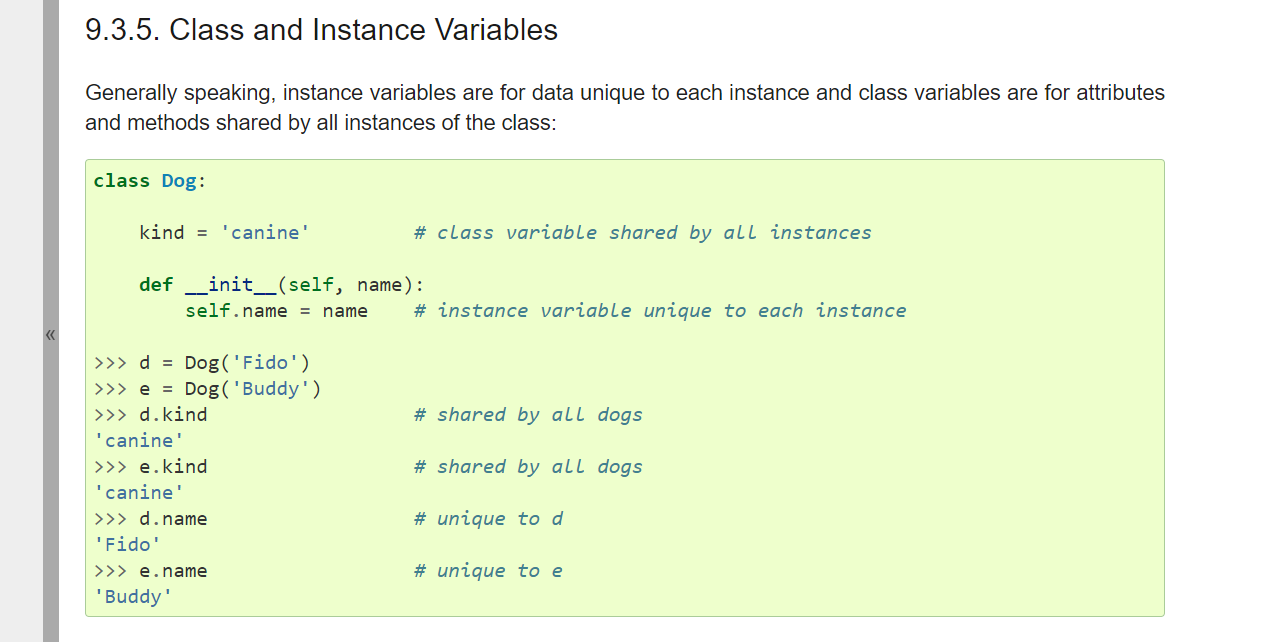 9.3.5. Class and Instance Variables
Generally speaking, instance variables are for data unique to each instance and class variables are for attributes
and methods shared by all instances of the class:
class Dog:
    kind = 'canine'         # class variable shared by all instances
    def __init__(self, name):
        self.name = name    # instance variable unique to each instance
«
>>> d = Dog('Fido')
>>> e = Dog('Buddy')
>>> d.kind                  # shared by all dogs
'canine'
>>> e.kind                  # shared by all dogs
'canine'
>>> d.name                  # unique to d
'Fido'
>>> e.name                  # unique to e
'Buddy'